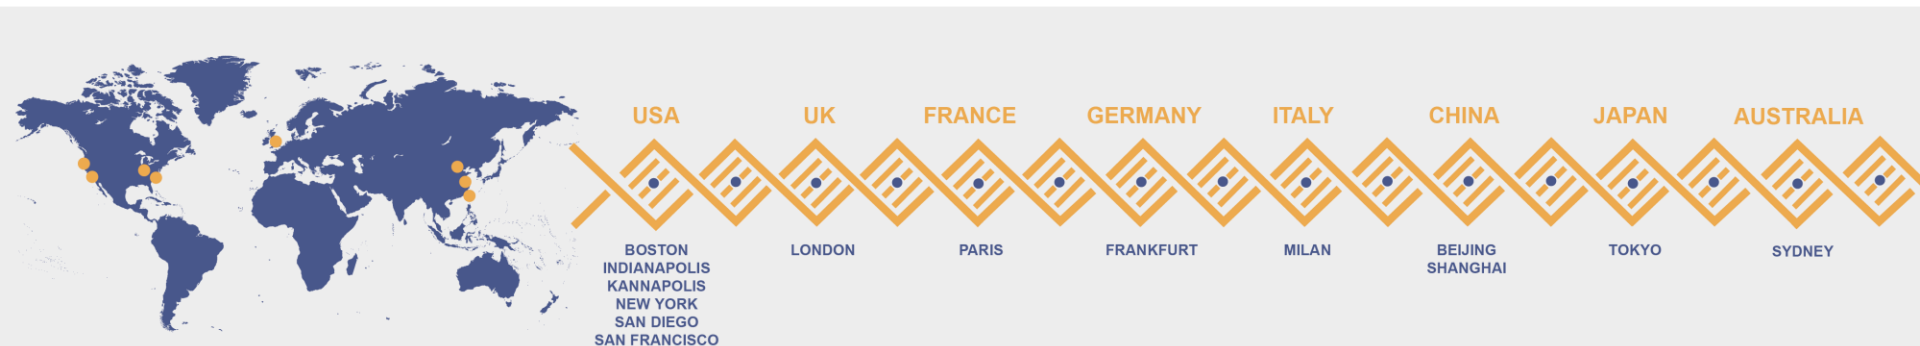 USA
UK
FRANCE
GERMANY
ITALY
CHINA
JAPAN
AUSTRALIA
BOSTON
INDIANAPOLIS
KANNAPOLIS
NEW YORK
SAN DIEGO
SAN FRANCISCO
LONDON
PARIS
FRANKFURT
MILAN
BEIJING
SHANGHAI
TOKYO
SYDNEY